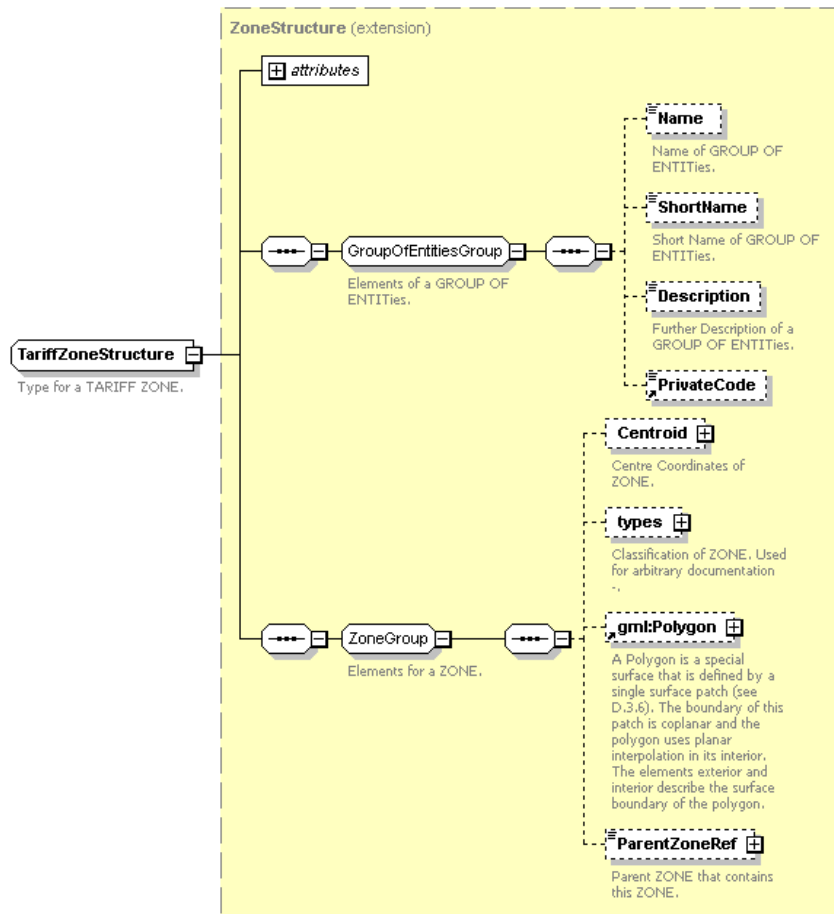 ZoneStructure (extension)
attributes
Name
Name of GROUP OF
ENTITies.
ShortName
Short Name of GROUP OF
ENTITies.
GroupOfEntitiesGroup
Elements of a GROUP OF
ENTITies.
Description
Further Description of a
GROUP OF ENTITies.
TariffZoneStructure
Type for a TARIFF ZONE.
PrivateCode
Centroid
Centre Coordinates of
ZONE.
types
Classification of ZONE. Used
for arbitrary documentation
-.
ZoneGroup
Elements for a ZONE.
gml:Polygon
A Polygon is a special
surface that is defined by a
single surface patch (see
D.3.6). The boundary of this
patch is coplanar and the
polygon uses planar
interpolation in its interior.
The elements exterior and
interior describe the surface
boundary of the polygon.
ParentZoneRef
Parent ZONE that contains
this ZONE.